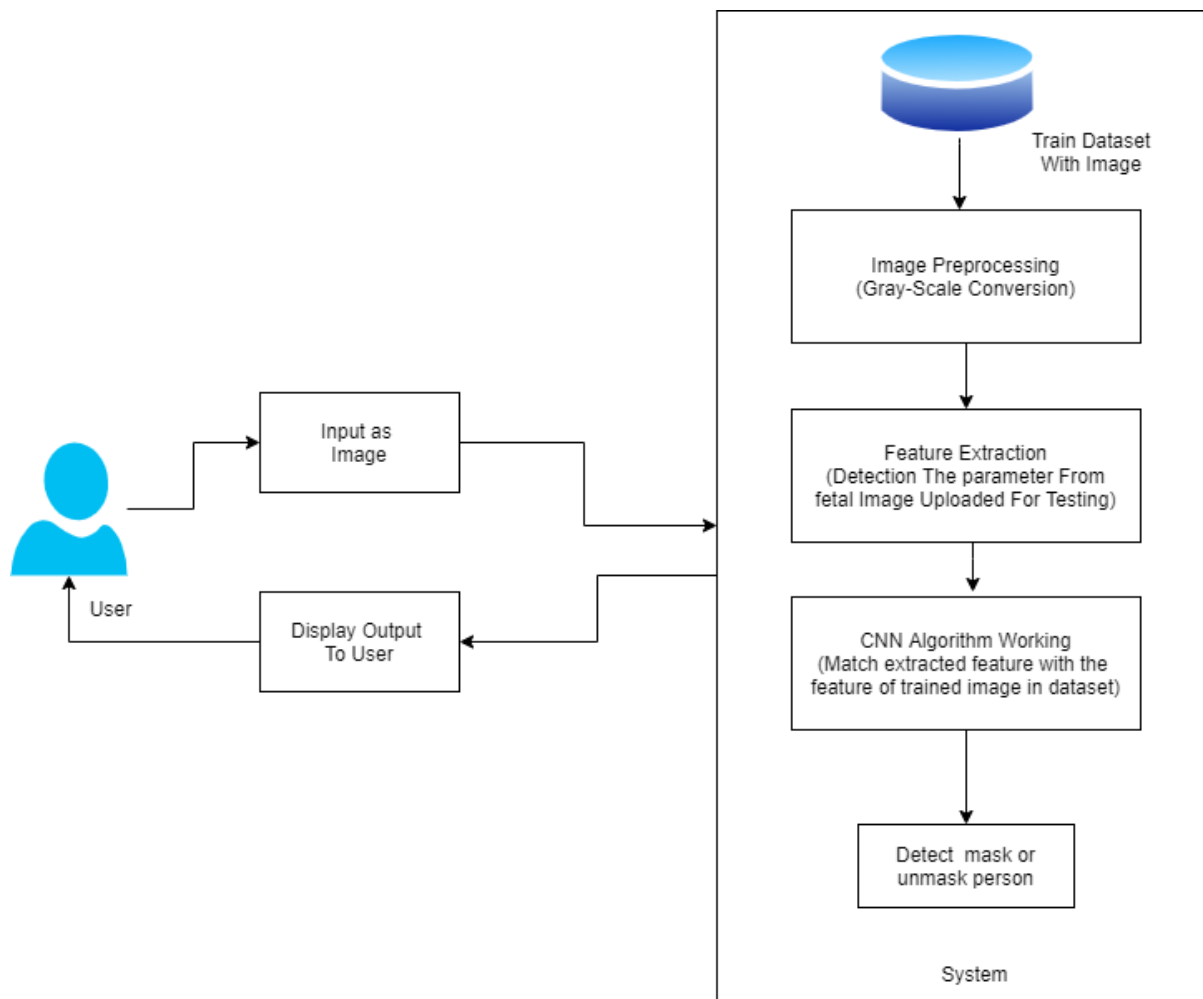 Train Dataset
With Image
Image Preprocessing
(Gray-Scale Conversion)
Input as
Image
Feature Extraction
(Detection The parameter From
fetal Image Uploaded For Testing)
User
Display Output
To User
CNN Algorithm Working
(Match extracted feature with the
feature of trained image in dataset)
Detect mask or
unmask person
System